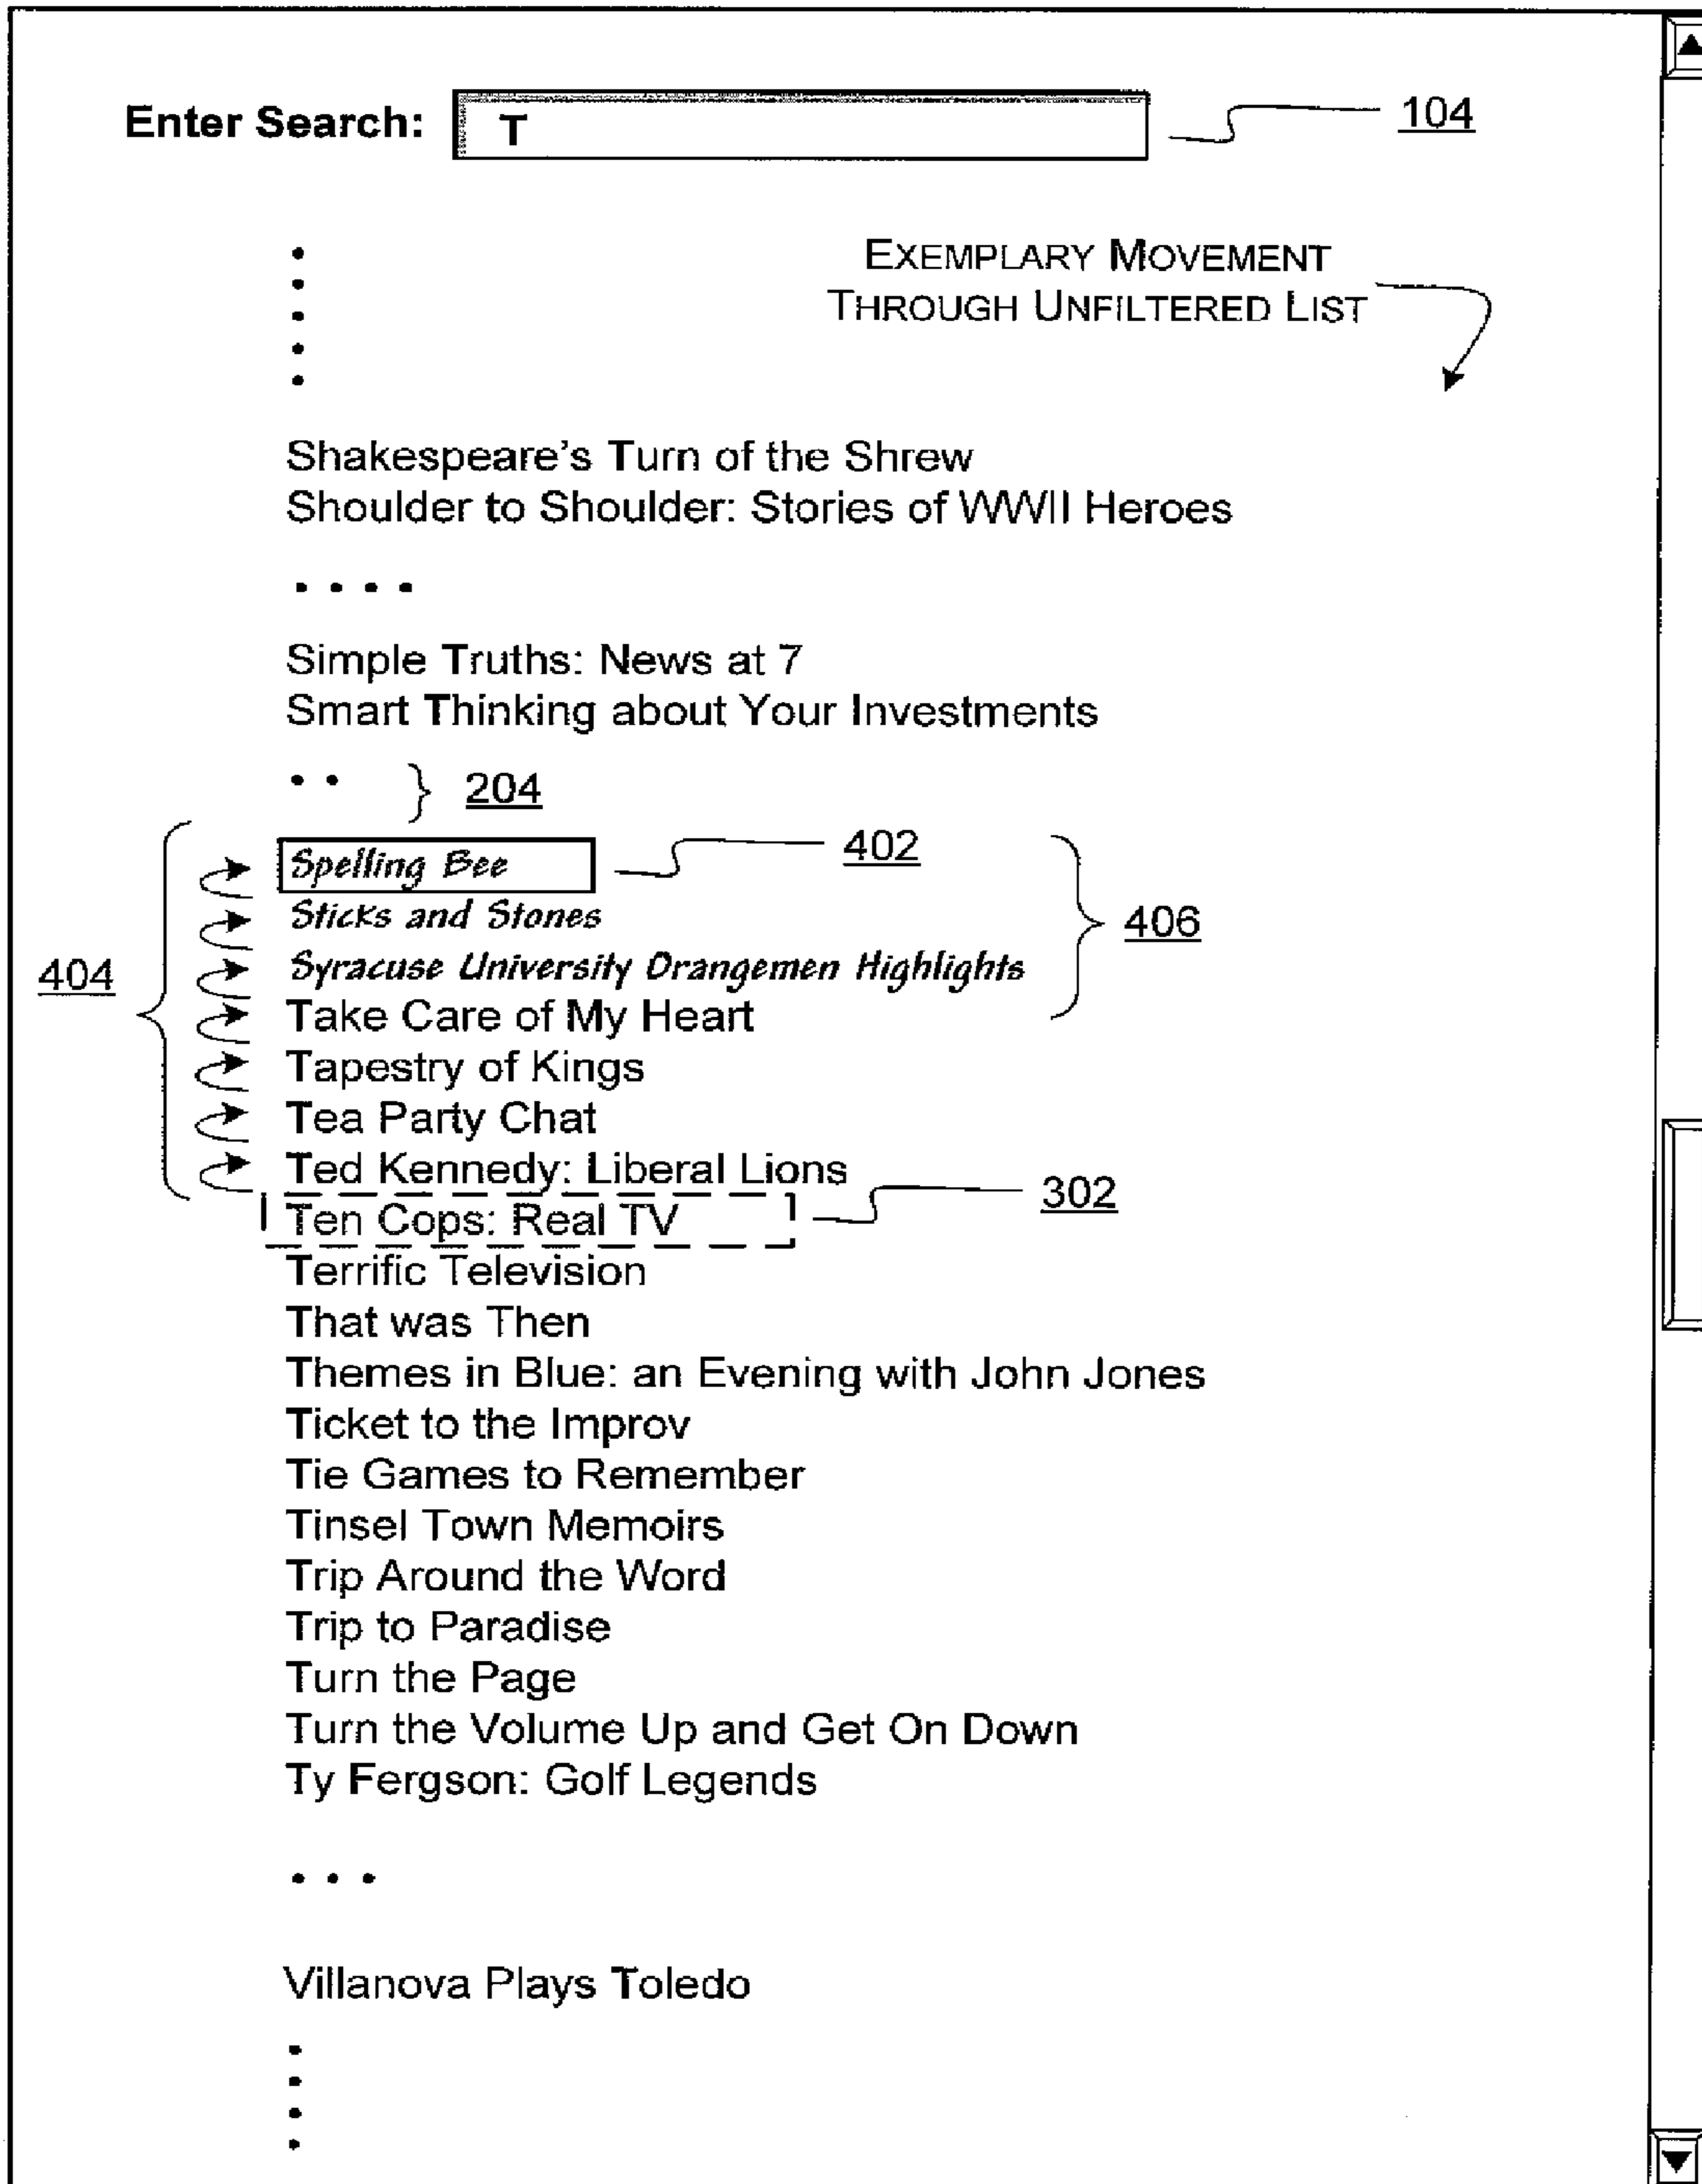 Enter Search: T 104
EXEMPLARY MOVEMENT
THROUGH UNFILTERED LIST
Shakespeare's Turn of the Shrew
Shoulder to Shoulder: Stories of WWII Heroes
. . . .
Simple Truths: News at 7
Smart Thinking about Your Investments
. . } 204
Spelling Bee 402
Sticks and Stones 406
Syracuse University Orangemen Highlights
404
Take Care of My Heart
Tapestry of Kings
Tea Party Chat
Ted Kennedy: Liberal Lions
Ten Cops: Real TV 302
Terrific Television
That was Then
Themes in Blue: an Evening with John Jones
Ticket to the Improv
Tie Games to Remember
Tinsel Town Memoirs
Trip Around the Word
Trip to Paradise
Turn the Page
Turn the Volume Up and Get On Down
Ty Fergson: Golf Legends
. . .
Villanova Plays Toledo